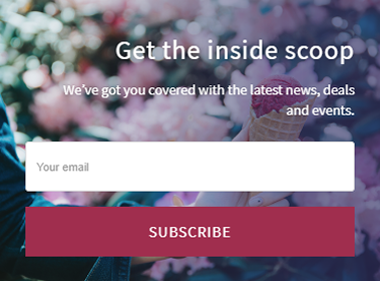 Get the inside scoop
We've got you covered with the latest news, deals
and events.
Your email
SUBSCRIBE